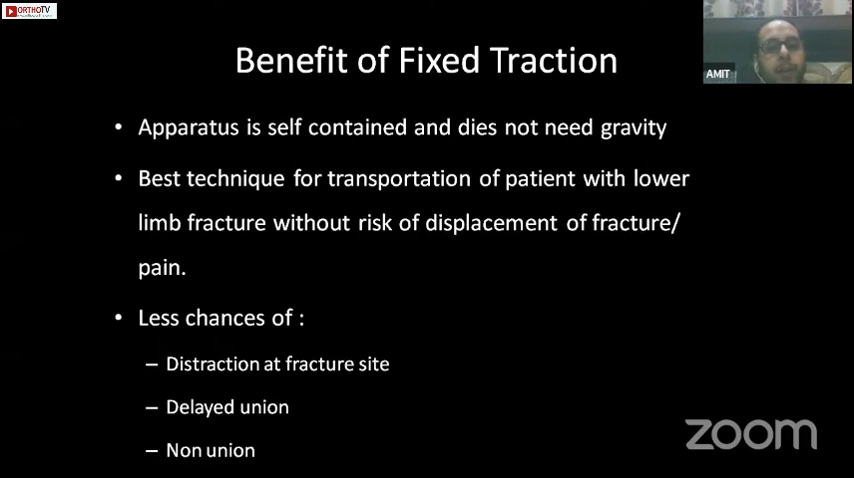 ORTHOTV
AMIT
Benefit of Fixed Traction
• Apparatus is self contained and dies not need gravity
• Best technique for transportation of patient with lower
limb fracture without risk of displacement of fracture/
pain.
• Less chances of :
– Distraction at fracture site
– Delayed union
– Non union
zoom